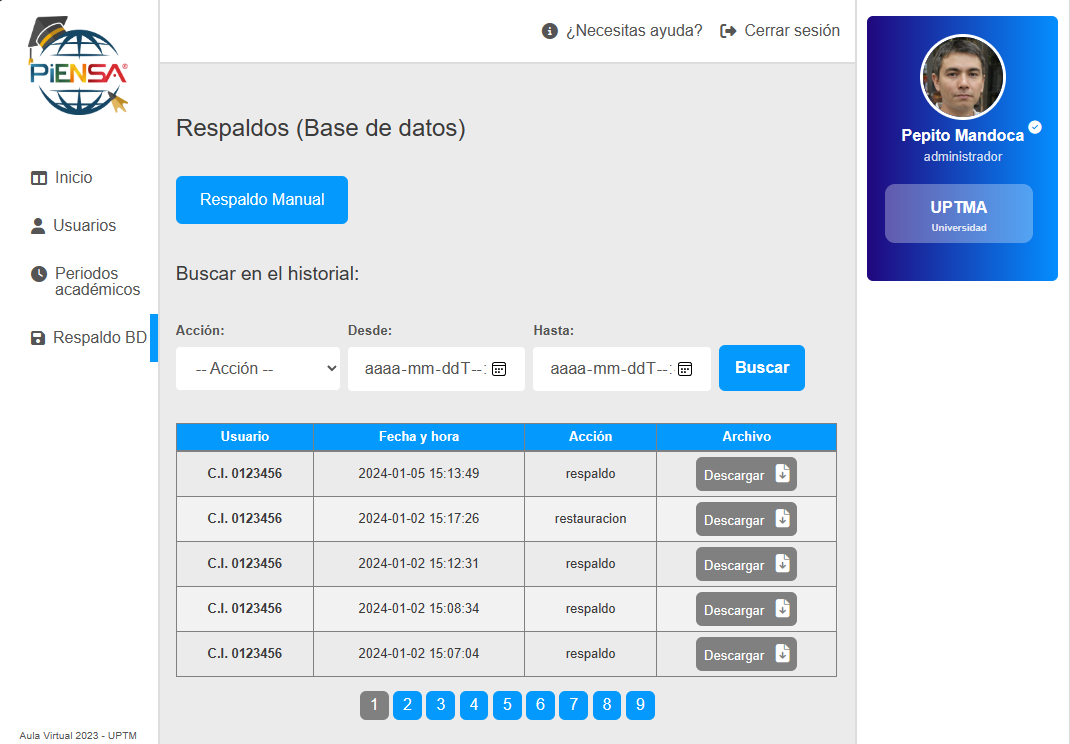 PiENSA®
Inicio
Usuarios
Periodos
académicos
Respaldo BD
Aula Virtual 2023 - UPTM
¿Necesitas ayuda?
Cerrar sesión
Respaldos (Base de datos)
Respaldo Manual
Buscar en el historial:
Acción: Desde: Hasta:
-- Acción -- aaaa-mm-ddT--: aaaa-mm-ddT--: Buscar
Usuario Fecha y hora Acción Archivo
C.I. 0123456 2024-01-05 15:13:49 respaldo Descargar
C.I. 0123456 2024-01-02 15:17:26 restauracion Descargar
C.I. 0123456 2024-01-02 15:12:31 respaldo Descargar
C.I. 0123456 2024-01-02 15:08:34 respaldo Descargar
C.I. 0123456 2024-01-02 15:07:04 respaldo Descargar
1 2 3 4 5 6 7 8 9
Pepito Mandoca
administrador
UPTMA
Universidad